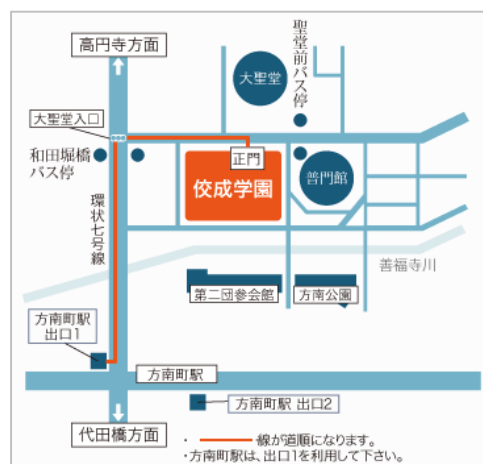 高円寺方面
聖堂前バス停
大聖堂
大聖堂入口
和田堀橋
バス停
正門
佼成学園
普門館
環状七号線
善福寺川
第二団参会館
方南公園
方南町駅
出口1
方南町駅
方南町駅 出口2
代田橋方面
・ 線が道順になります。
・方南町駅は、出口1を利用して下さい。